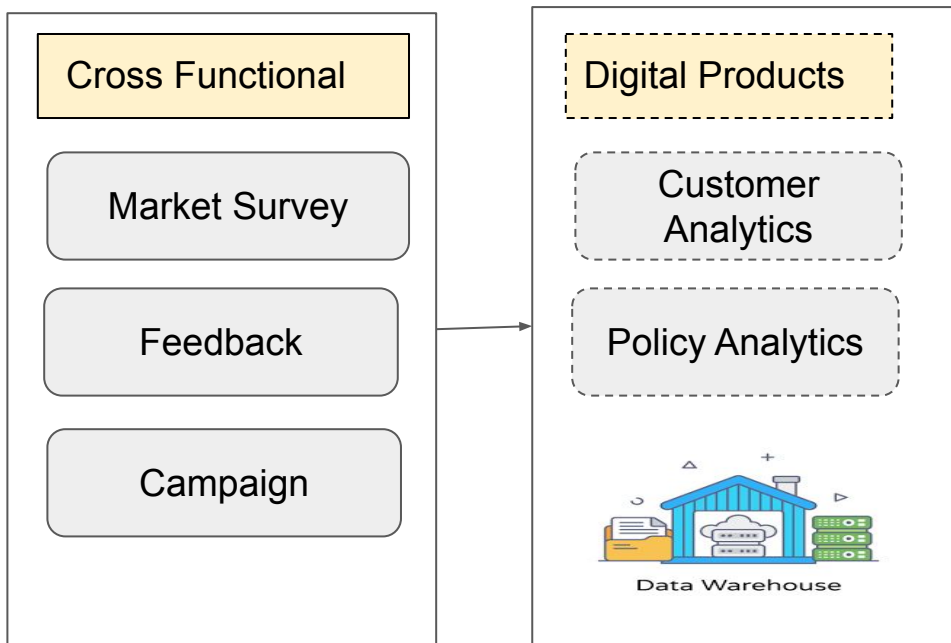 Cross Functional
Market Survey
Feedback
Campaign
Digital Products
Customer
Analytics
Policy Analytics
Data Warehouse